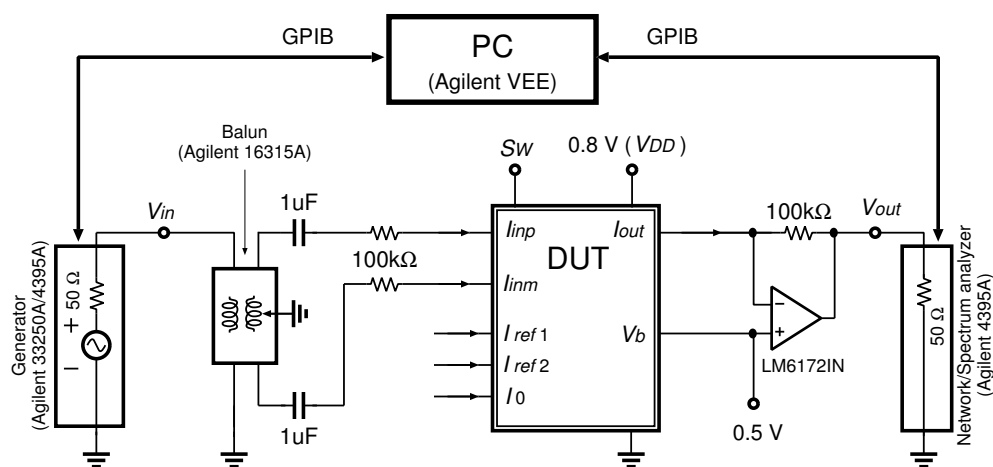 GPIB
PC
(Agilent VEE)
GPIB
Balun
(Agilent 16315A)
SW
0.8 V (VDD)
1uF
Vin
100kΩ
Iinp
Iout
100kΩ
Vout
DUT
Iinm
Generator
(Agilent 33250A/4395A)
+ 50 Ω
−
Iref1
Vb
−
+
LM6172IN
50 Ω
Network/Spectrum analyzer
(Agilent 4395A)
Iref2
I0
1uF
0.5 V